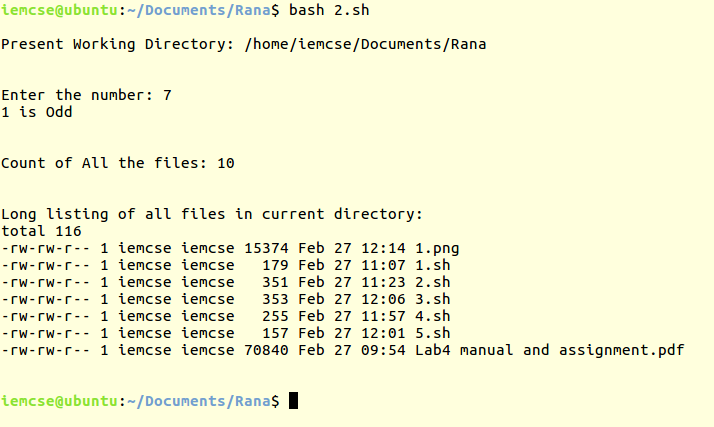 iemcse@ubuntu:~/Documents/Rana$ bash 2.sh
Present Working Directory: /home/iemcse/Documents/Rana
Enter the number: 7
1 is Odd
Count of All the files: 10
Long listing of all files in current directory:
total 116
-rw-rw-r-- 1 iemcse iemcse 15374 Feb 27 12:14 1.png
-rw-rw-r-- 1 iemcse iemcse   179 Feb 27 11:07 1.sh
-rw-rw-r-- 1 iemcse iemcse   351 Feb 27 11:23 2.sh
-rw-rw-r-- 1 iemcse iemcse   353 Feb 27 12:06 3.sh
-rw-rw-r-- 1 iemcse iemcse   255 Feb 27 11:57 4.sh
-rw-rw-r-- 1 iemcse iemcse   157 Feb 27 12:01 5.sh
-rw-rw-r-- 1 iemcse iemcse 70840 Feb 27 09:54 Lab4 manual and assignment.pdf
iemcse@ubuntu:~/Documents/Rana$